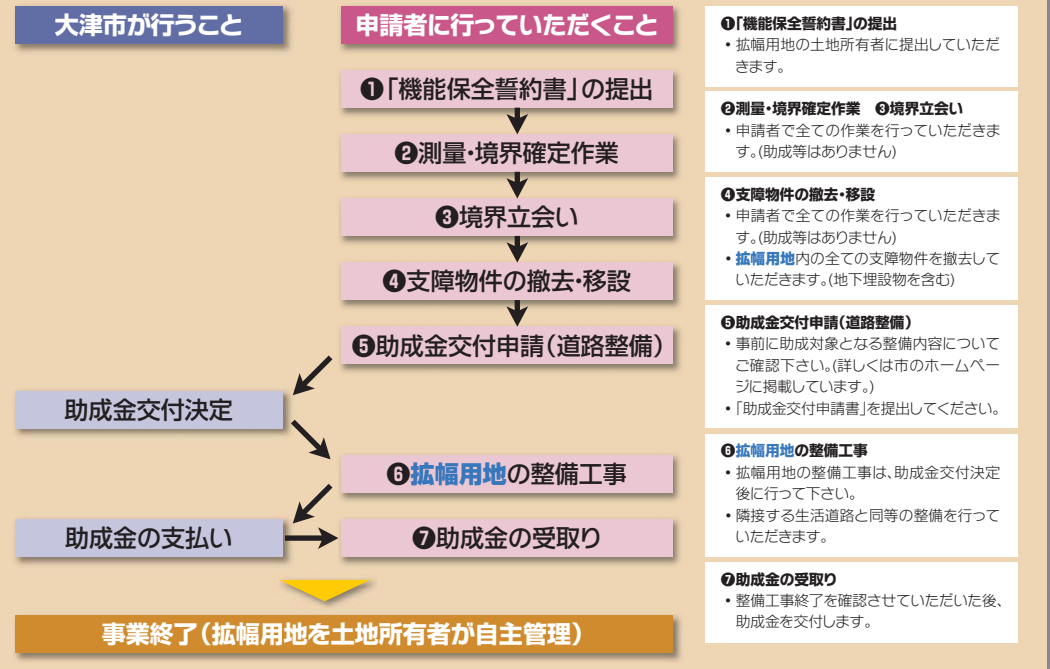 大津市が行うこと
申請者に行っていただくこと
❶「機能保全誓約書」の提出
❷測量・境界確定作業
❸境界立会い
❹支障物件の撤去・移設
❺助成金交付申請（道路整備）
助成金交付決定
❻拡幅用地の整備工事
助成金の支払い
❼助成金の受取り
事業終了（拡幅用地を土地所有者が自主管理）
❶「機能保全誓約書」の提出
・拡幅用地の土地所有者に提出していただ
きます。
❷測量・境界確定作業　❸境界立会い
・申請者で全ての作業を行っていただきま
す。(助成等はありません)
❹支障物件の撤去・移設
・申請者で全ての作業を行っていただきま
す。(助成等はありません)
・拡幅用地内の全ての支障物件を撤去して
いただきます。(地下埋設物を含む)
❺助成金交付申請（道路整備）
・事前に助成対象となる整備内容について
ご確認下さい。(詳しくは市のホームペー
ジに掲載しています。)
・「助成金交付申請書」を提出してください。
❻拡幅用地の整備工事
・拡幅用地の整備工事は、助成金交付決定
後に行って下さい。
・隣接する生活道路と同等の整備を行って
いただきます。
❼助成金の受取り
・整備工事終了を確認させていただいた後、
助成金を交付します。